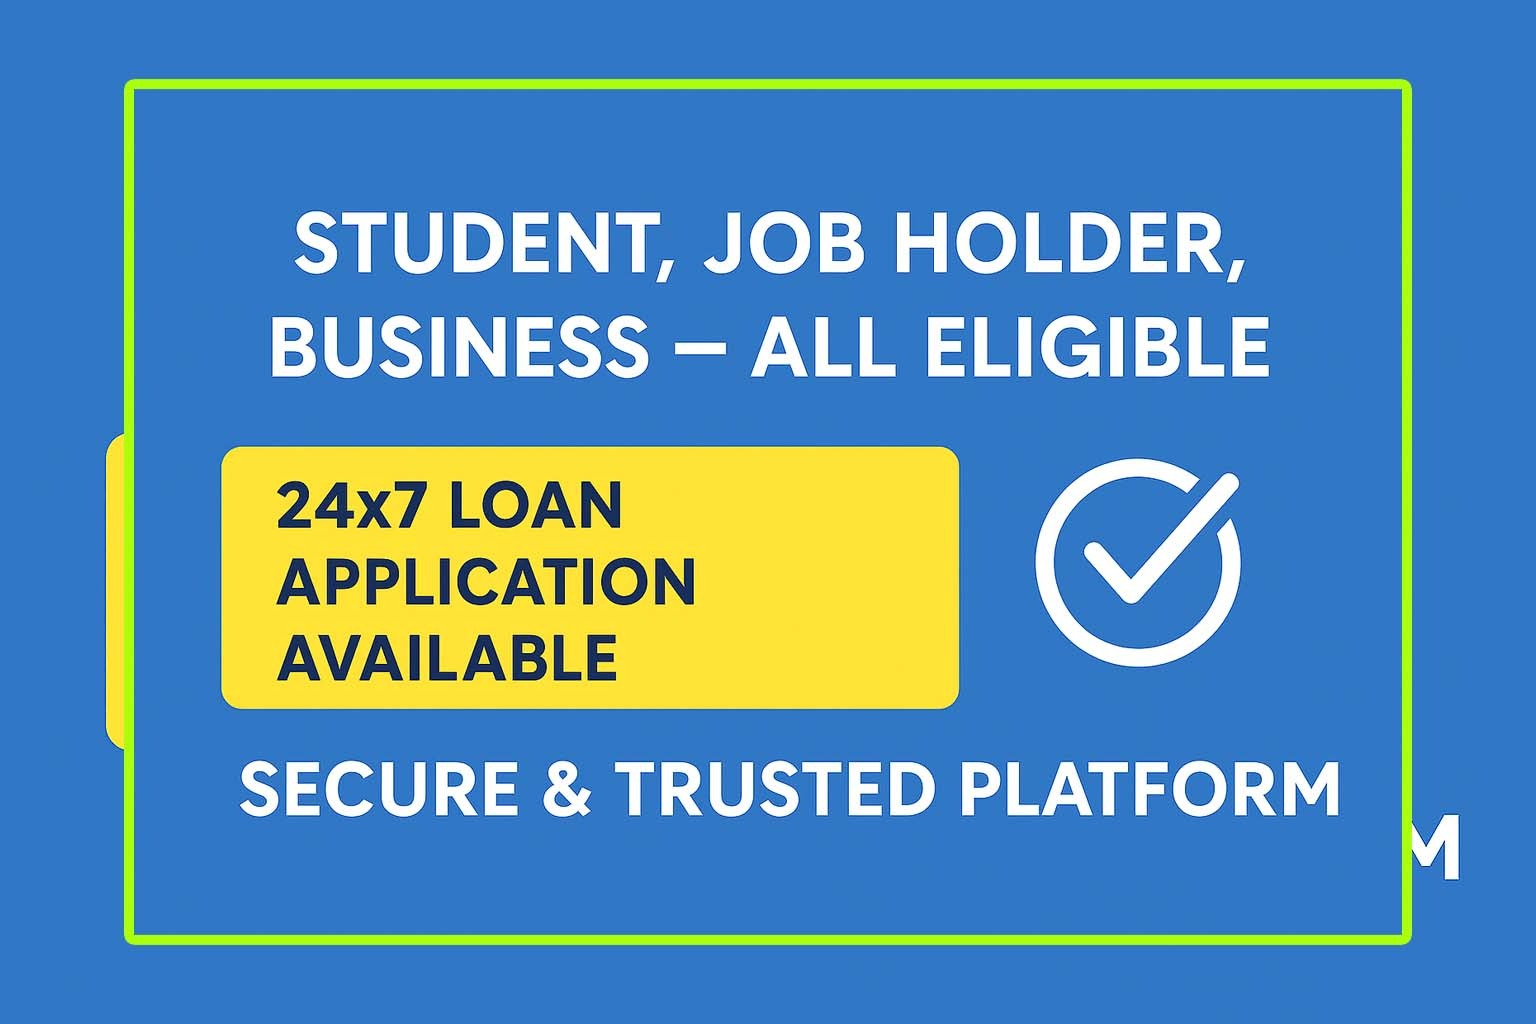 STUDENT, JOB HOLDER,
BUSINESS – ALL ELIGIBLE
24x7 LOAN
APPLICATION
AVAILABLE
SECURE & TRUSTED PLATFORM
M